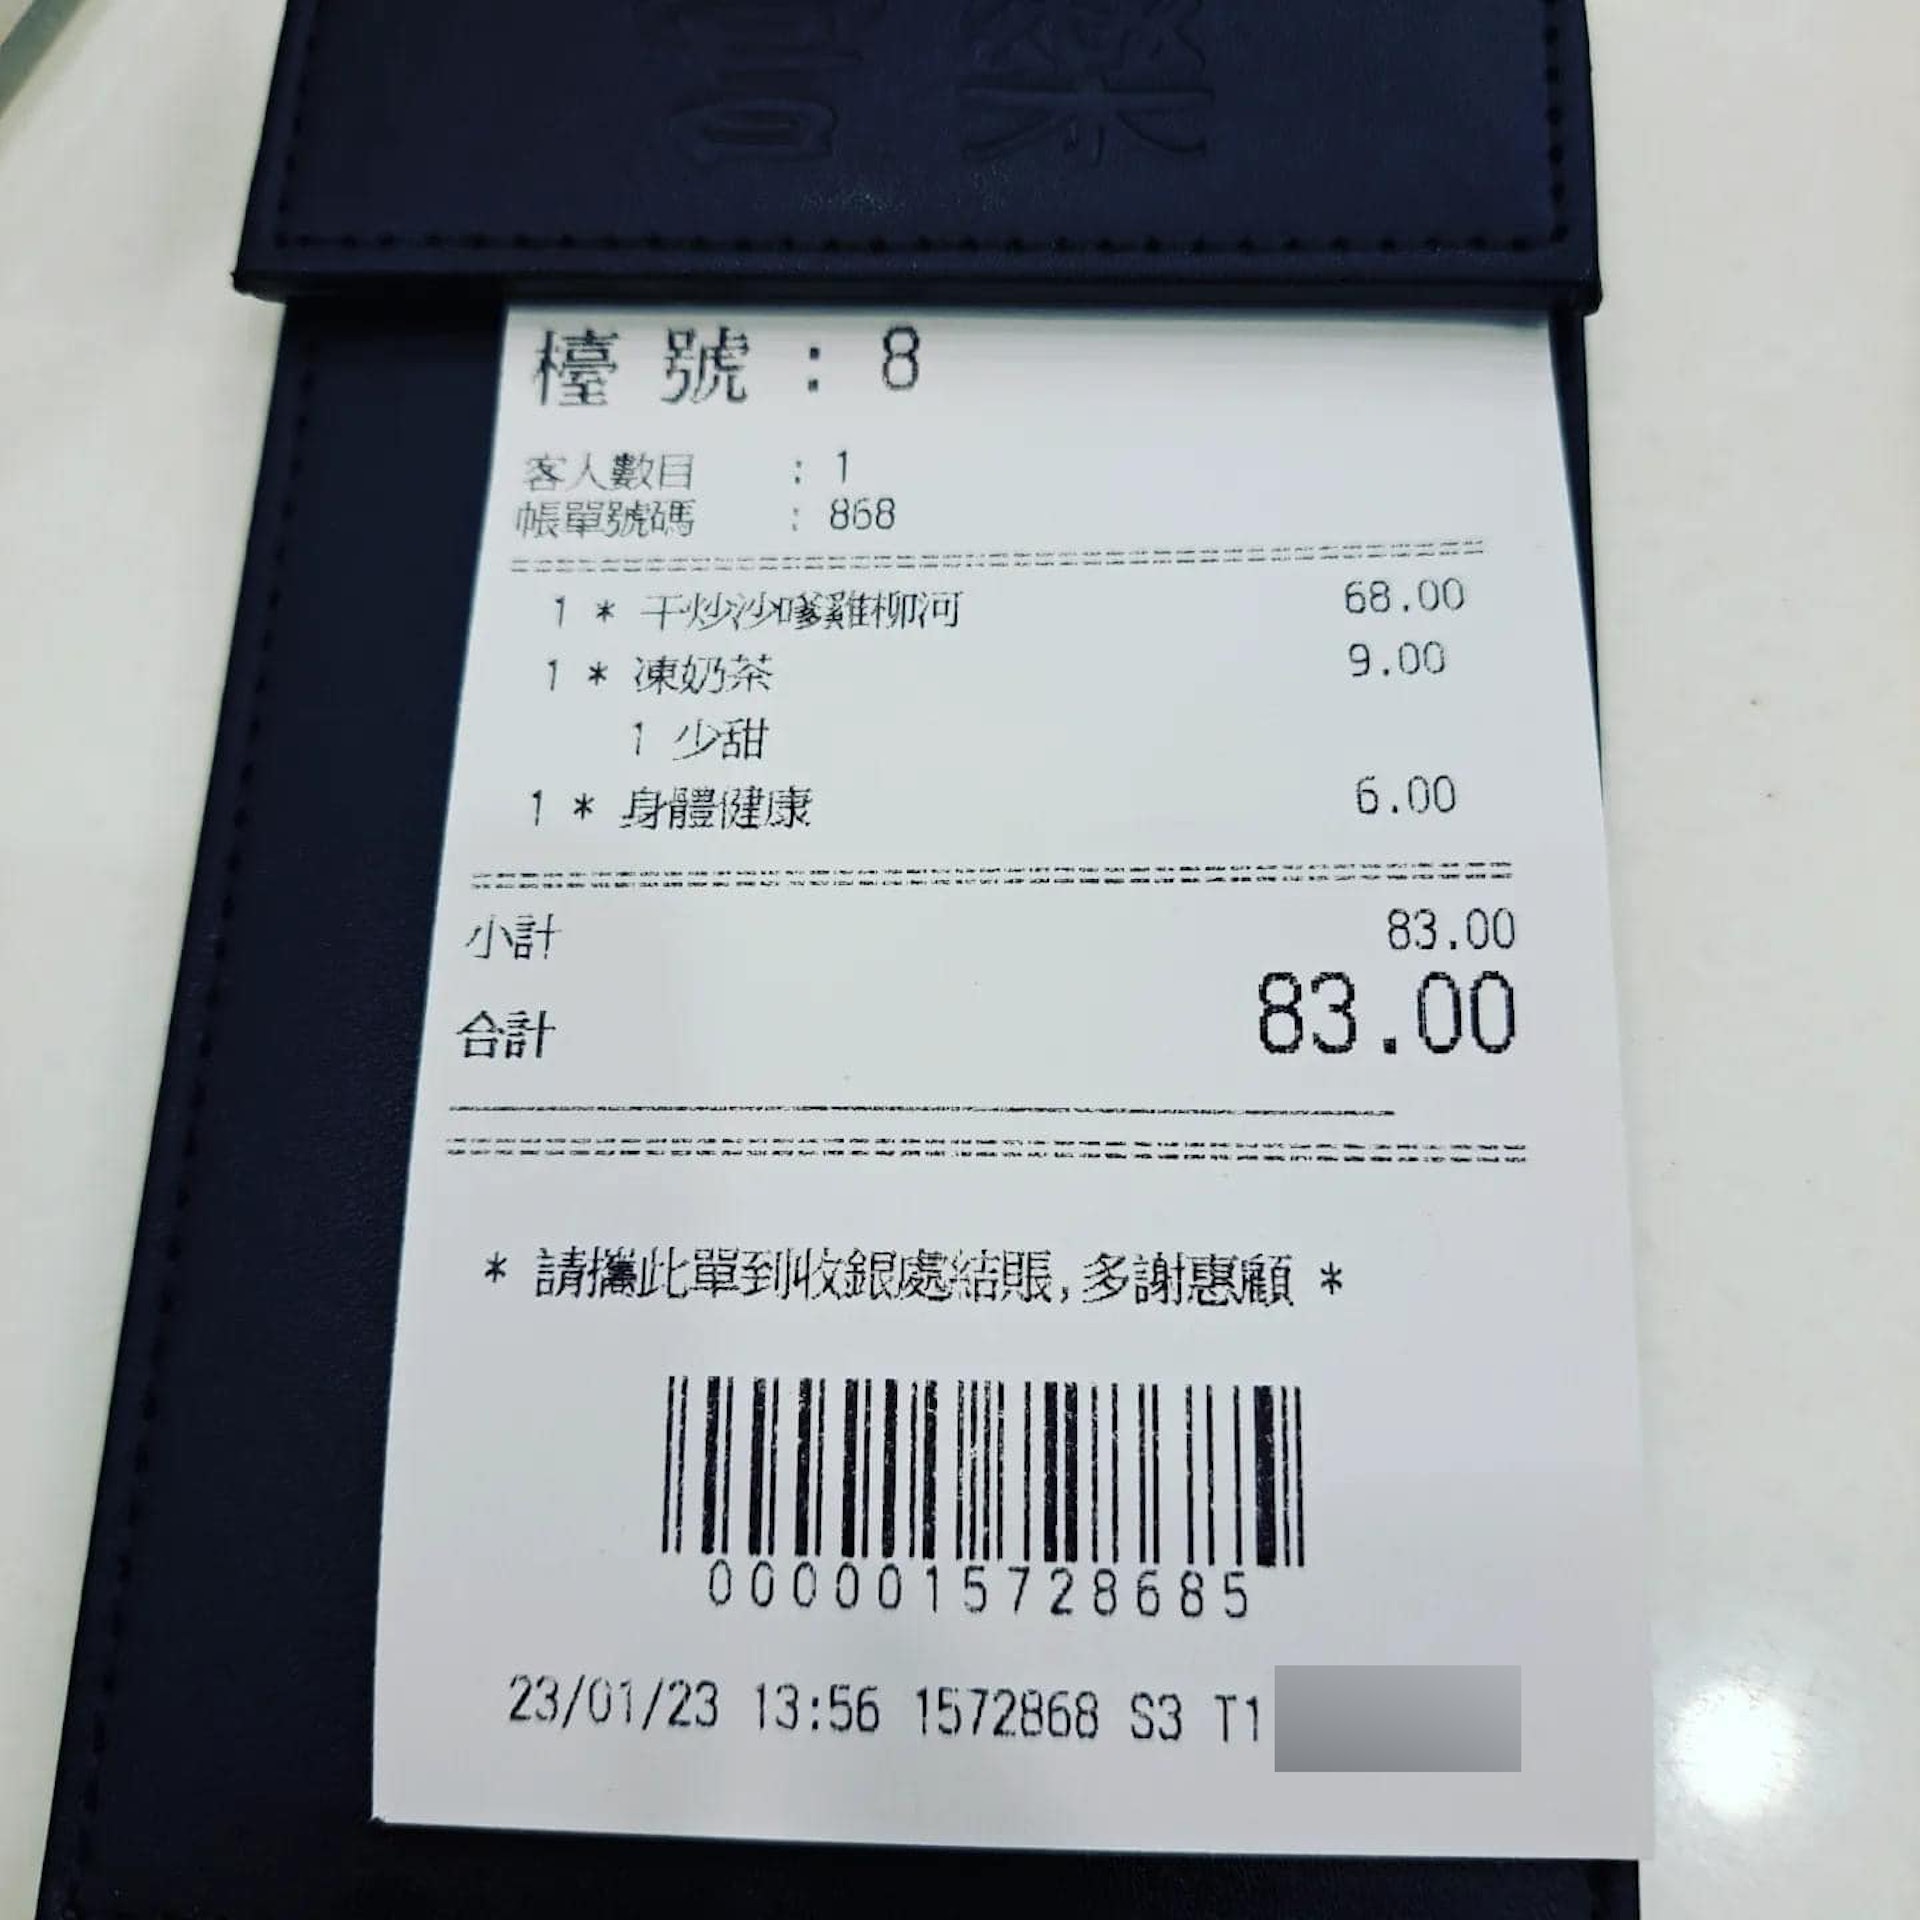 喜樂
檯號：8
客人數目 : 1
帳單號碼 : 868
1 * 干炒沙嗲雞柳河 68.00
1 * 凍奶茶 9.00
1 少甜
1 * 身體健康 6.00
小計 83.00
合計 83.00
* 請攜此單到收銀處結賬,多謝惠顧 *
0000015728685
23/01/23 13:56 1572868 S3 T1